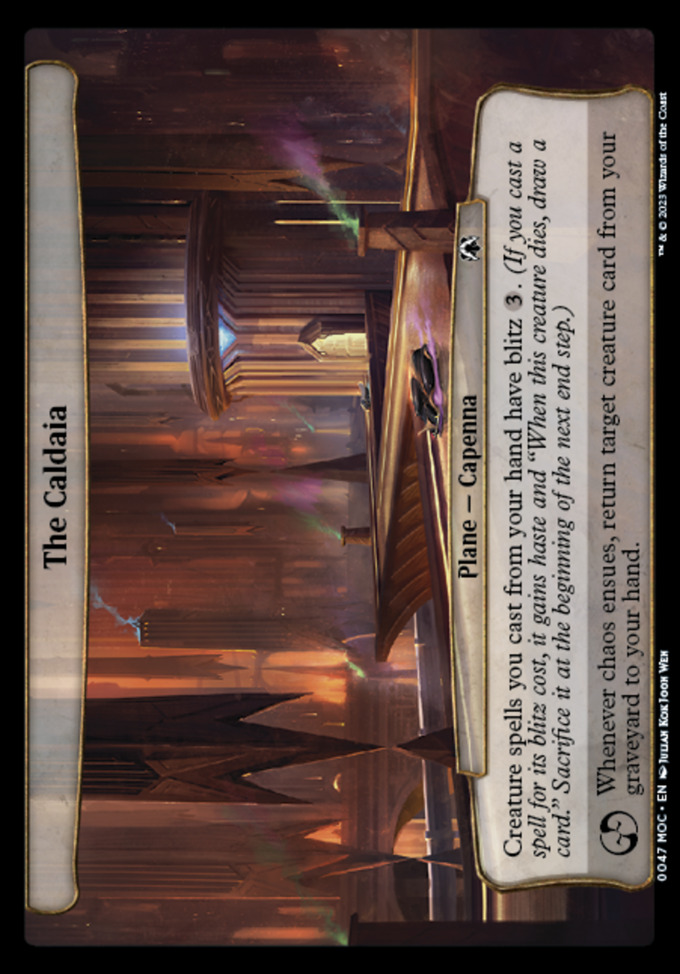 The Caldaia
Plane — Capenna
Creature spells you cast from your hand have blitz 3. (If you cast a
spell for its blitz cost, it gains haste and “When this creature dies, draw a
card.” Sacrifice it at the beginning of the next end step.)
Whenever chaos ensues, return target creature card from your
graveyard to your hand.
0047 MOC • EN Julian Kok Joon Wen
™ & © 2023 Wizards of the Coast